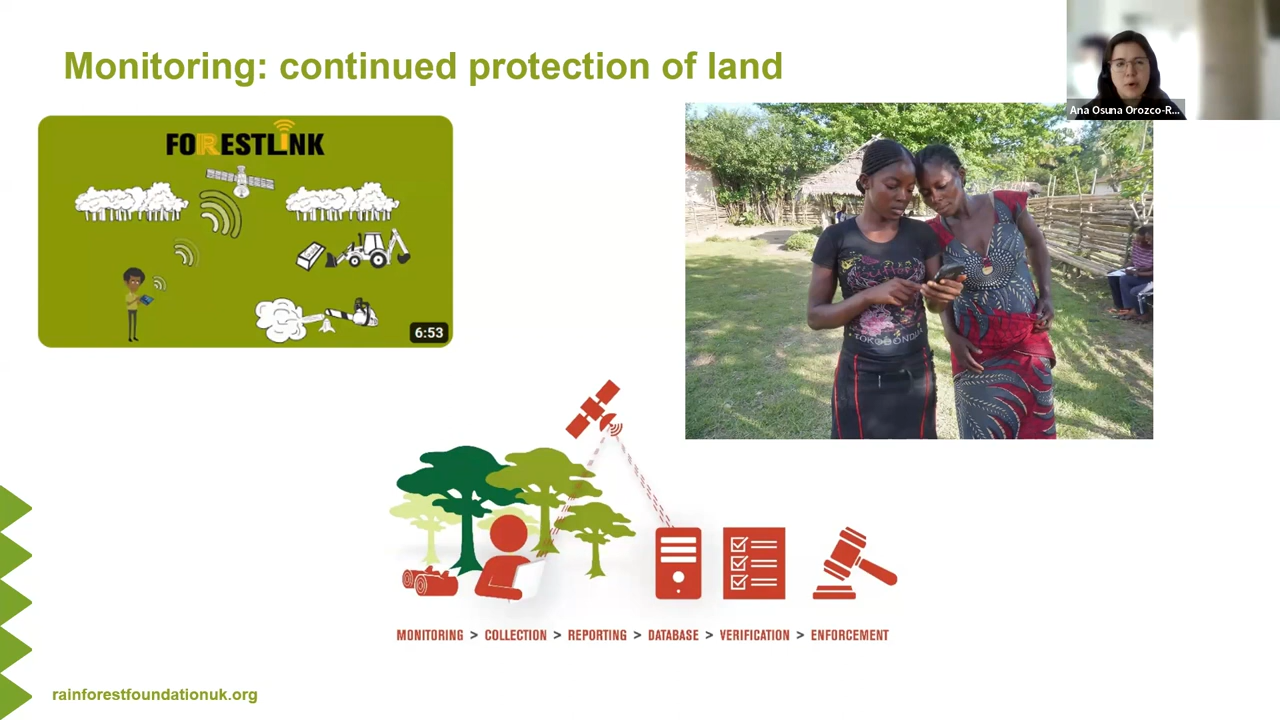 Monitoring: continued protection of land
Ana Osuna Orozco-R...
FORESTLINK
6:53
MONITORING > COLLECTION > REPORTING > DATABASE > VERIFICATION > ENFORCEMENT
rainforestfoundationuk.org